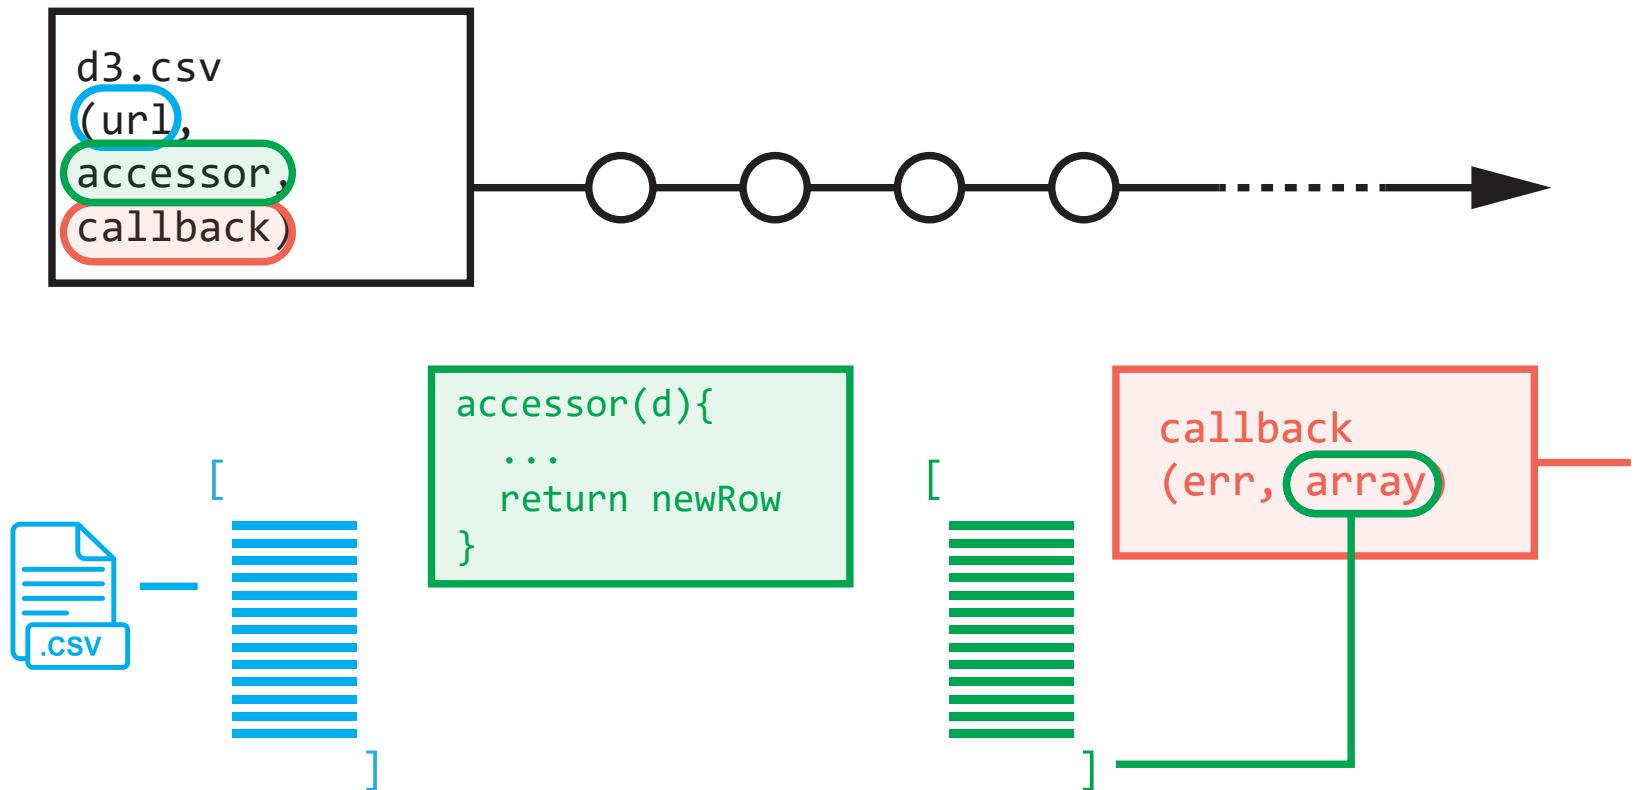 d3.csv
(url,
accessor,
callback)
accessor(d){
...
return newRow
}
callback
(err, array)
[
]
[
]
.CSV